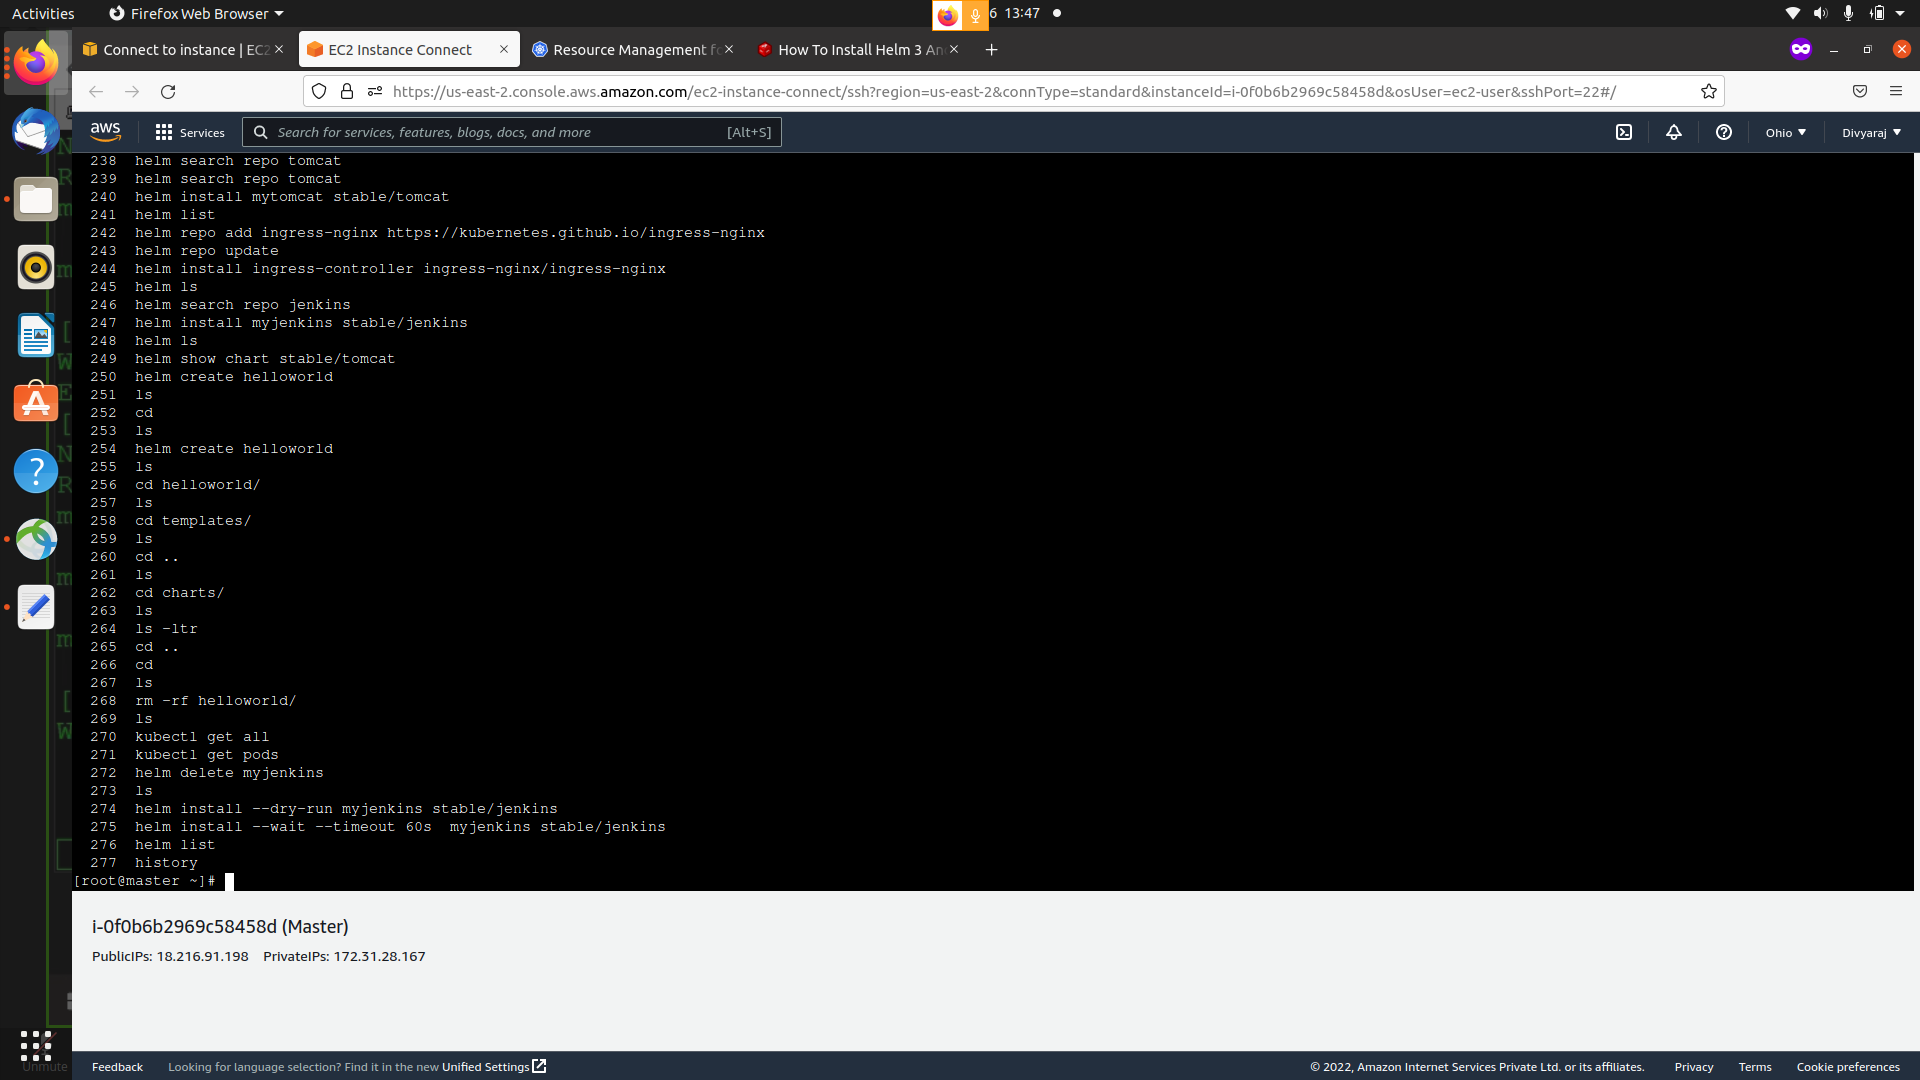 Activities
Firefox Web Browser
6 13:47
Connect to instance | EC2
EC2 Instance Connect
Resource Management fo
How To Install Helm 3 An
https://us-east-2.console.aws.amazon.com/ec2-instance-connect/ssh?region=us-east-2&connType=standard&instanceId=i-0f0b6b2969c58458d&osUser=ec2-user&sshPort=22#/
aws
Services
Search for services, features, blogs, docs, and more
[Alt+S]
Ohio
Divyaraj
238 helm search repo tomcat
239 helm search repo tomcat
240 helm install mytomcat stable/tomcat
241 helm list
242 helm repo add ingress-nginx https://kubernetes.github.io/ingress-nginx
243 helm repo update
244 helm install ingress-controller ingress-nginx/ingress-nginx
245 helm ls
246 helm search repo jenkins
247 helm install myjenkins stable/jenkins
248 helm ls
249 helm show chart stable/tomcat
250 helm create helloworld
251 ls
252 cd
253 ls
254 helm create helloworld
255 ls
256 cd helloworld/
257 ls
258 cd templates/
259 ls
260 cd ..
261 ls
262 cd charts/
263 ls
264 ls -ltr
265 cd ..
266 cd
267 ls
268 rm -rf helloworld/
269 ls
270 kubectl get all
271 kubectl get pods
272 helm delete myjenkins
273 ls
274 helm install --dry-run myjenkins stable/jenkins
275 helm install --wait --timeout 60s  myjenkins stable/jenkins
276 helm list
277 history
[root@master ~]#
i-0f0b6b2969c58458d (Master)
PublicIPs: 18.216.91.198 PrivateIPs: 172.31.28.167
Unmute
Feedback
Looking for language selection? Find it in the new Unified Settings
© 2022, Amazon Internet Services Private Ltd. or its affiliates.
Privacy
Terms
Cookie preferences